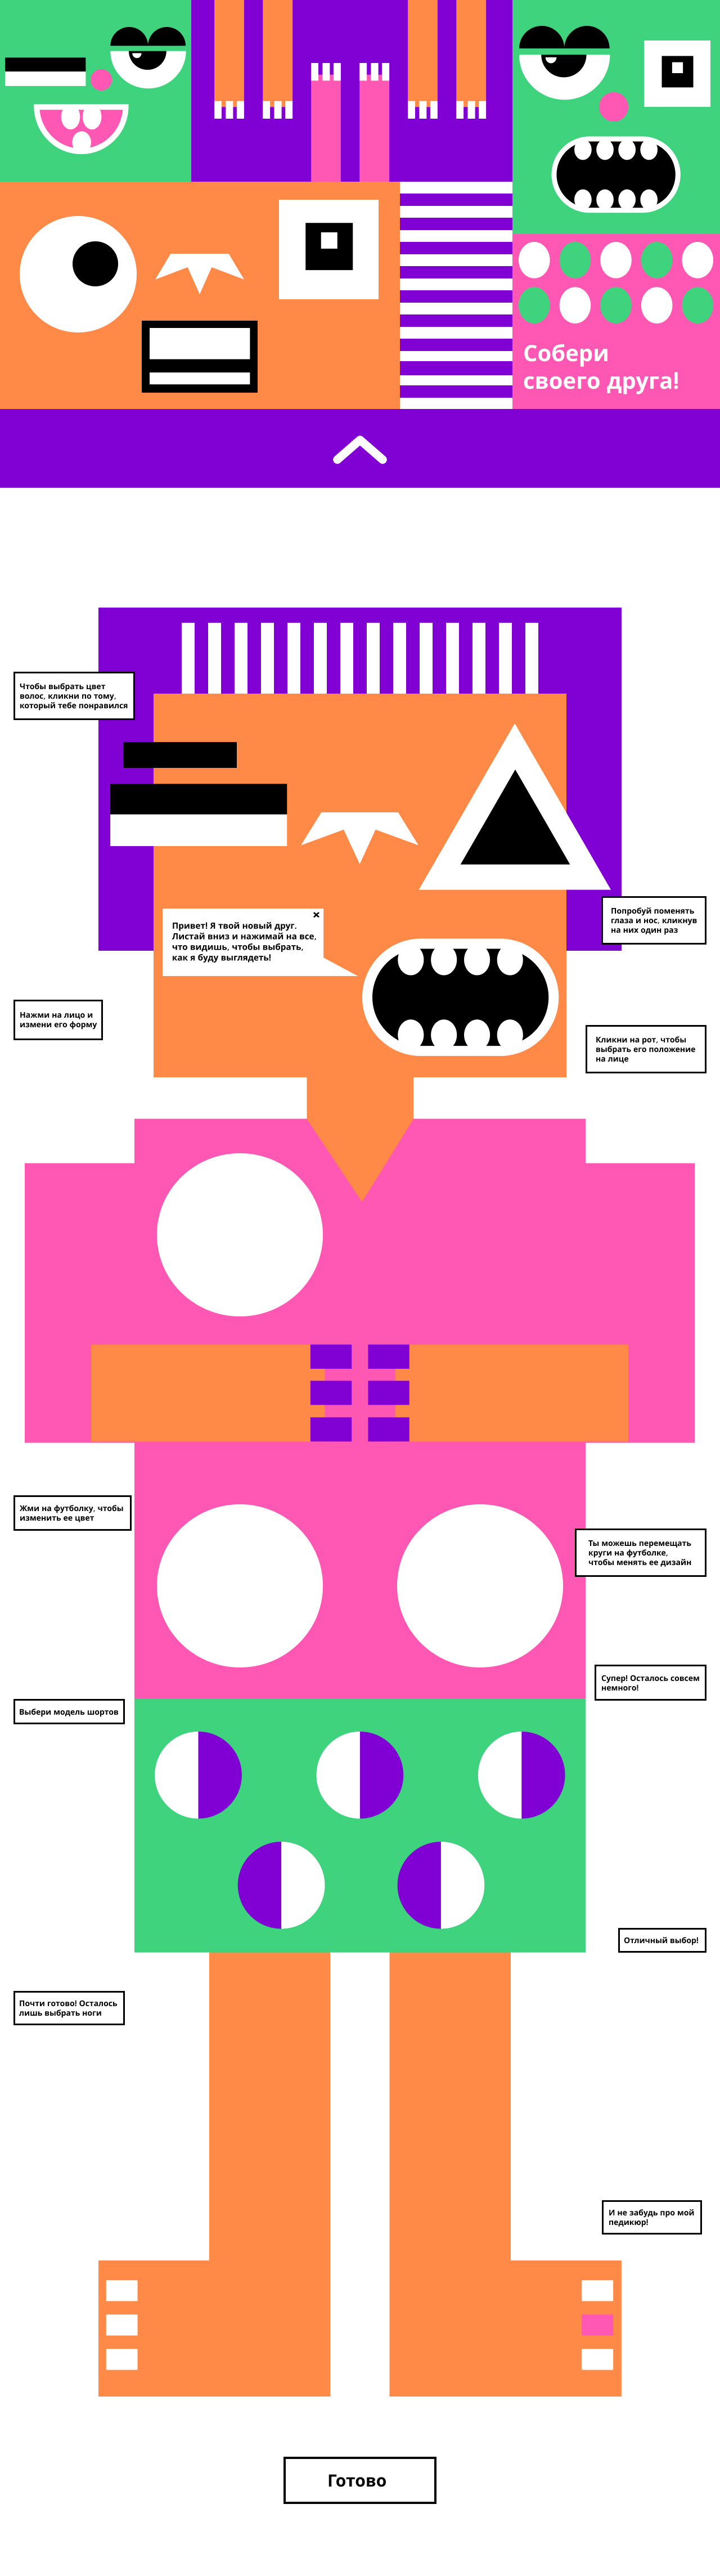 Собери
своего друга!
Чтобы выбрать цвет
волос, кликни по тому,
который тебе понравился
Попробуй поменять
глаза и нос, кликнув
на них один раз
Привет! Я твой новый друг.
Листай вниз и нажимай на все,
что видишь, чтобы выбрать,
как я буду выглядеть!
Нажми на лицо и
измени его форму
Кликни на рот, чтобы
выбрать его положение
на лице
Жми на футболку, чтобы
изменить ее цвет
Ты можешь перемещать
круги на футболке,
чтобы менять ее дизайн
Супер! Осталось совсем
немного!
Выбери модель шортов
Отличный выбор!
Почти готово! Осталось
лишь выбрать ноги
И не забудь про мой
педикюр!
Готово